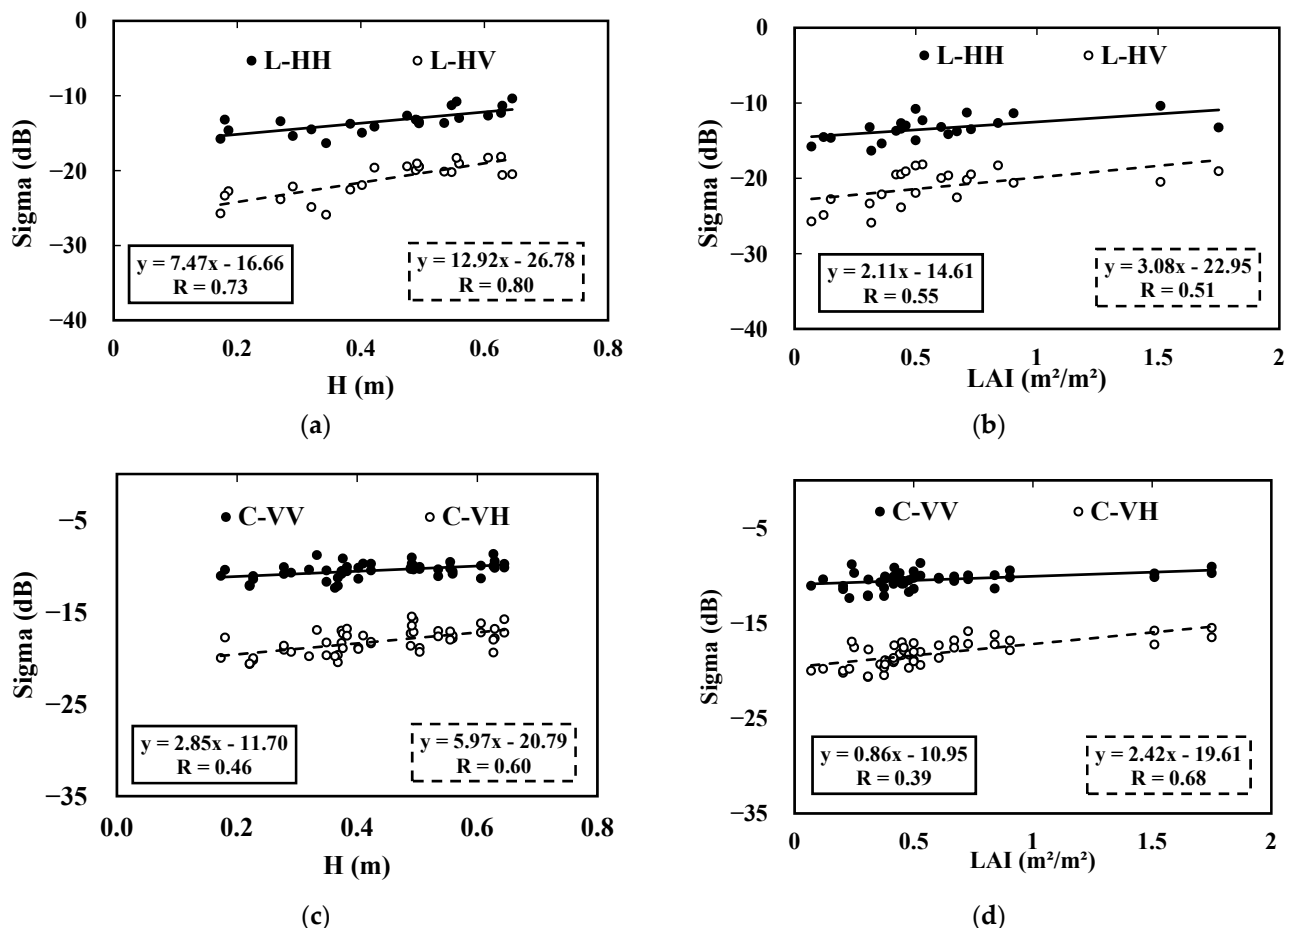 0
−10
−20
−30
−40
Sigma (dB)
L-HH
L-HV
y = 7.47x - 16.66
R = 0.73
y = 12.92x - 26.78
R = 0.80
0
0.2
0.4
0.6
0.8
H (m)
(a)
0
−10
−20
−30
−40
Sigma (dB)
L-HH
L-HV
y = 2.11x - 14.61
R = 0.55
y = 3.08x - 22.95
R = 0.51
0
0.5
1
1.5
2
LAI (m²/m²)
(b)
−5
−15
−25
−35
Sigma (dB)
C-VV
C-VH
y = 2.85x - 11.70
R = 0.46
y = 5.97x - 20.79
R = 0.60
0.0
0.2
0.4
0.6
0.8
H (m)
(c)
−5
−15
−25
−35
Sigma (dB)
C-VV
C-VH
y = 0.86x - 10.95
R = 0.39
y = 2.42x - 19.61
R = 0.68
0
0.5
1
1.5
2
LAI (m²/m²)
(d)